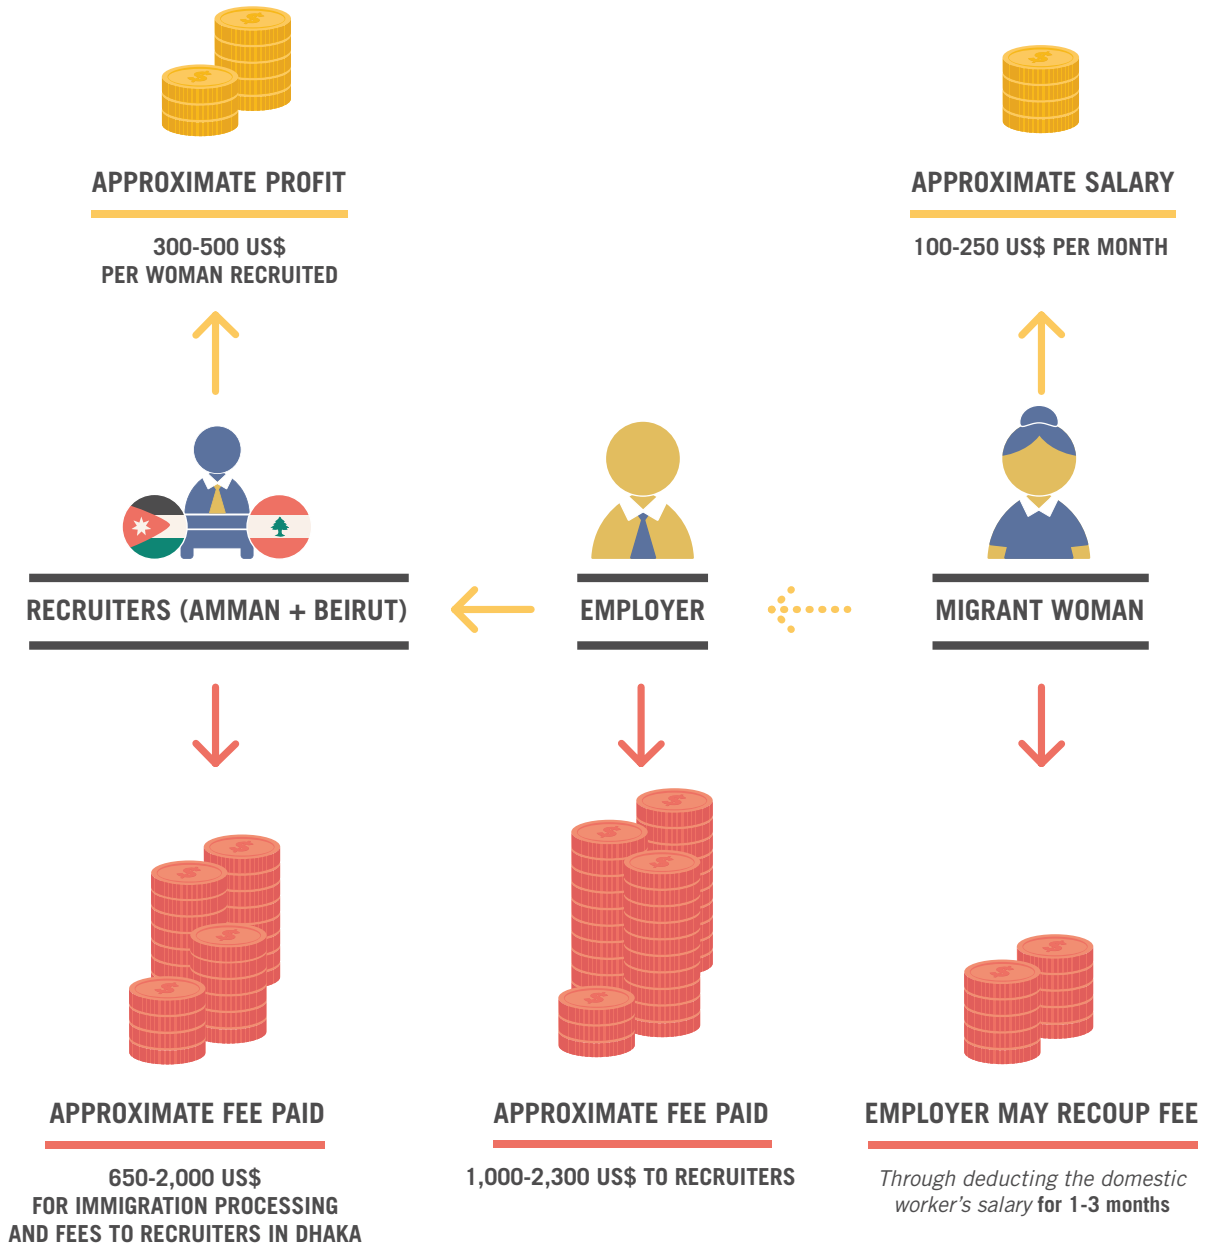 APPROXIMATE PROFIT
300-500 US$
PER WOMAN RECRUITED
APPROXIMATE SALARY
100-250 US$ PER MONTH
RECRUITERS (AMMAN + BEIRUT)
EMPLOYER
MIGRANT WOMAN
APPROXIMATE FEE PAID
650-2,000 US$
FOR IMMIGRATION PROCESSING
AND FEES TO RECRUITERS IN DHAKA
APPROXIMATE FEE PAID
1,000-2,300 US$ TO RECRUITERS
EMPLOYER MAY RECOUP FEE
Through deducting the domestic
worker's salary for 1-3 months